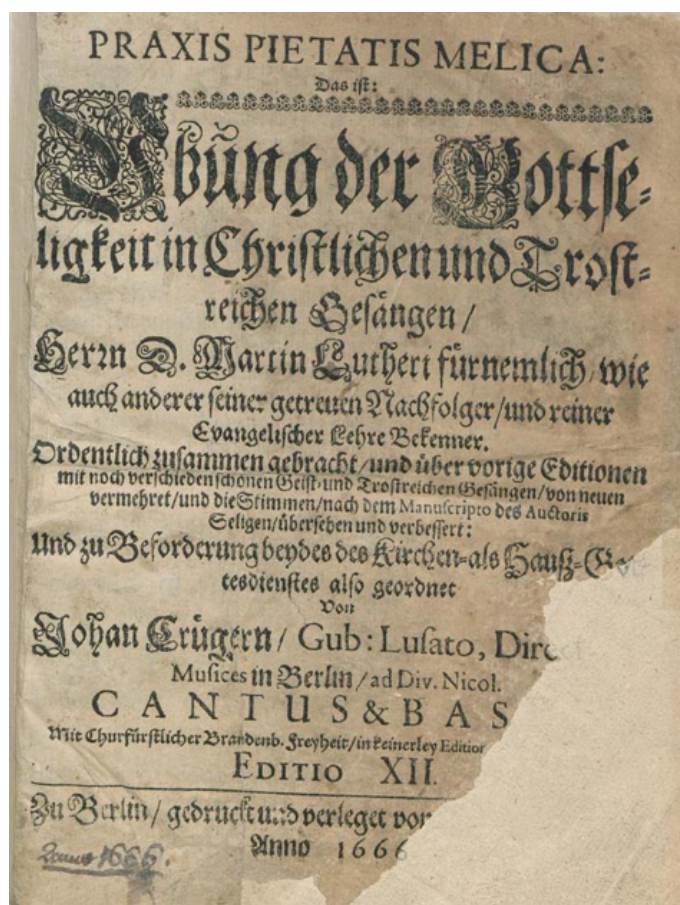 PRAXIS PIETATIS MELICA:
Das ist:
Ubũng der Gottse-
ligkeit in Christlichen und Trost-
reichen Gesängen /
Herrn D. Martin Lutheri fürnemlich / wie
auch anderer seiner getreuen Nachfolger / und reiner
Evangelischer Lehre Bekenner.
Ordentlich zusammen gebracht / und über vorige Editionen
mit noch verschieden schönen Geist- und Trostreichen Gesängen / von neuen
vermehret / und die Stimmen / nach dem Manuscripto des Auctoris
Seligen / übersehen und verbessert:
Und zu Beforderung beydes des Kirchen- als Hauß-
tesdienstes also geordnet
Von
Johan Crügern / Gub: Lusato, Direc
Musices in Berlin / ad Div. Nicol.
CANTUS & BAS
Mit Churfürstlicher Brandenb. Freyheit / in keinerley Edition
EDITIO XII.
Zu Berlin / gedruckt und verleget von
Anno 1666
Anno 1666.